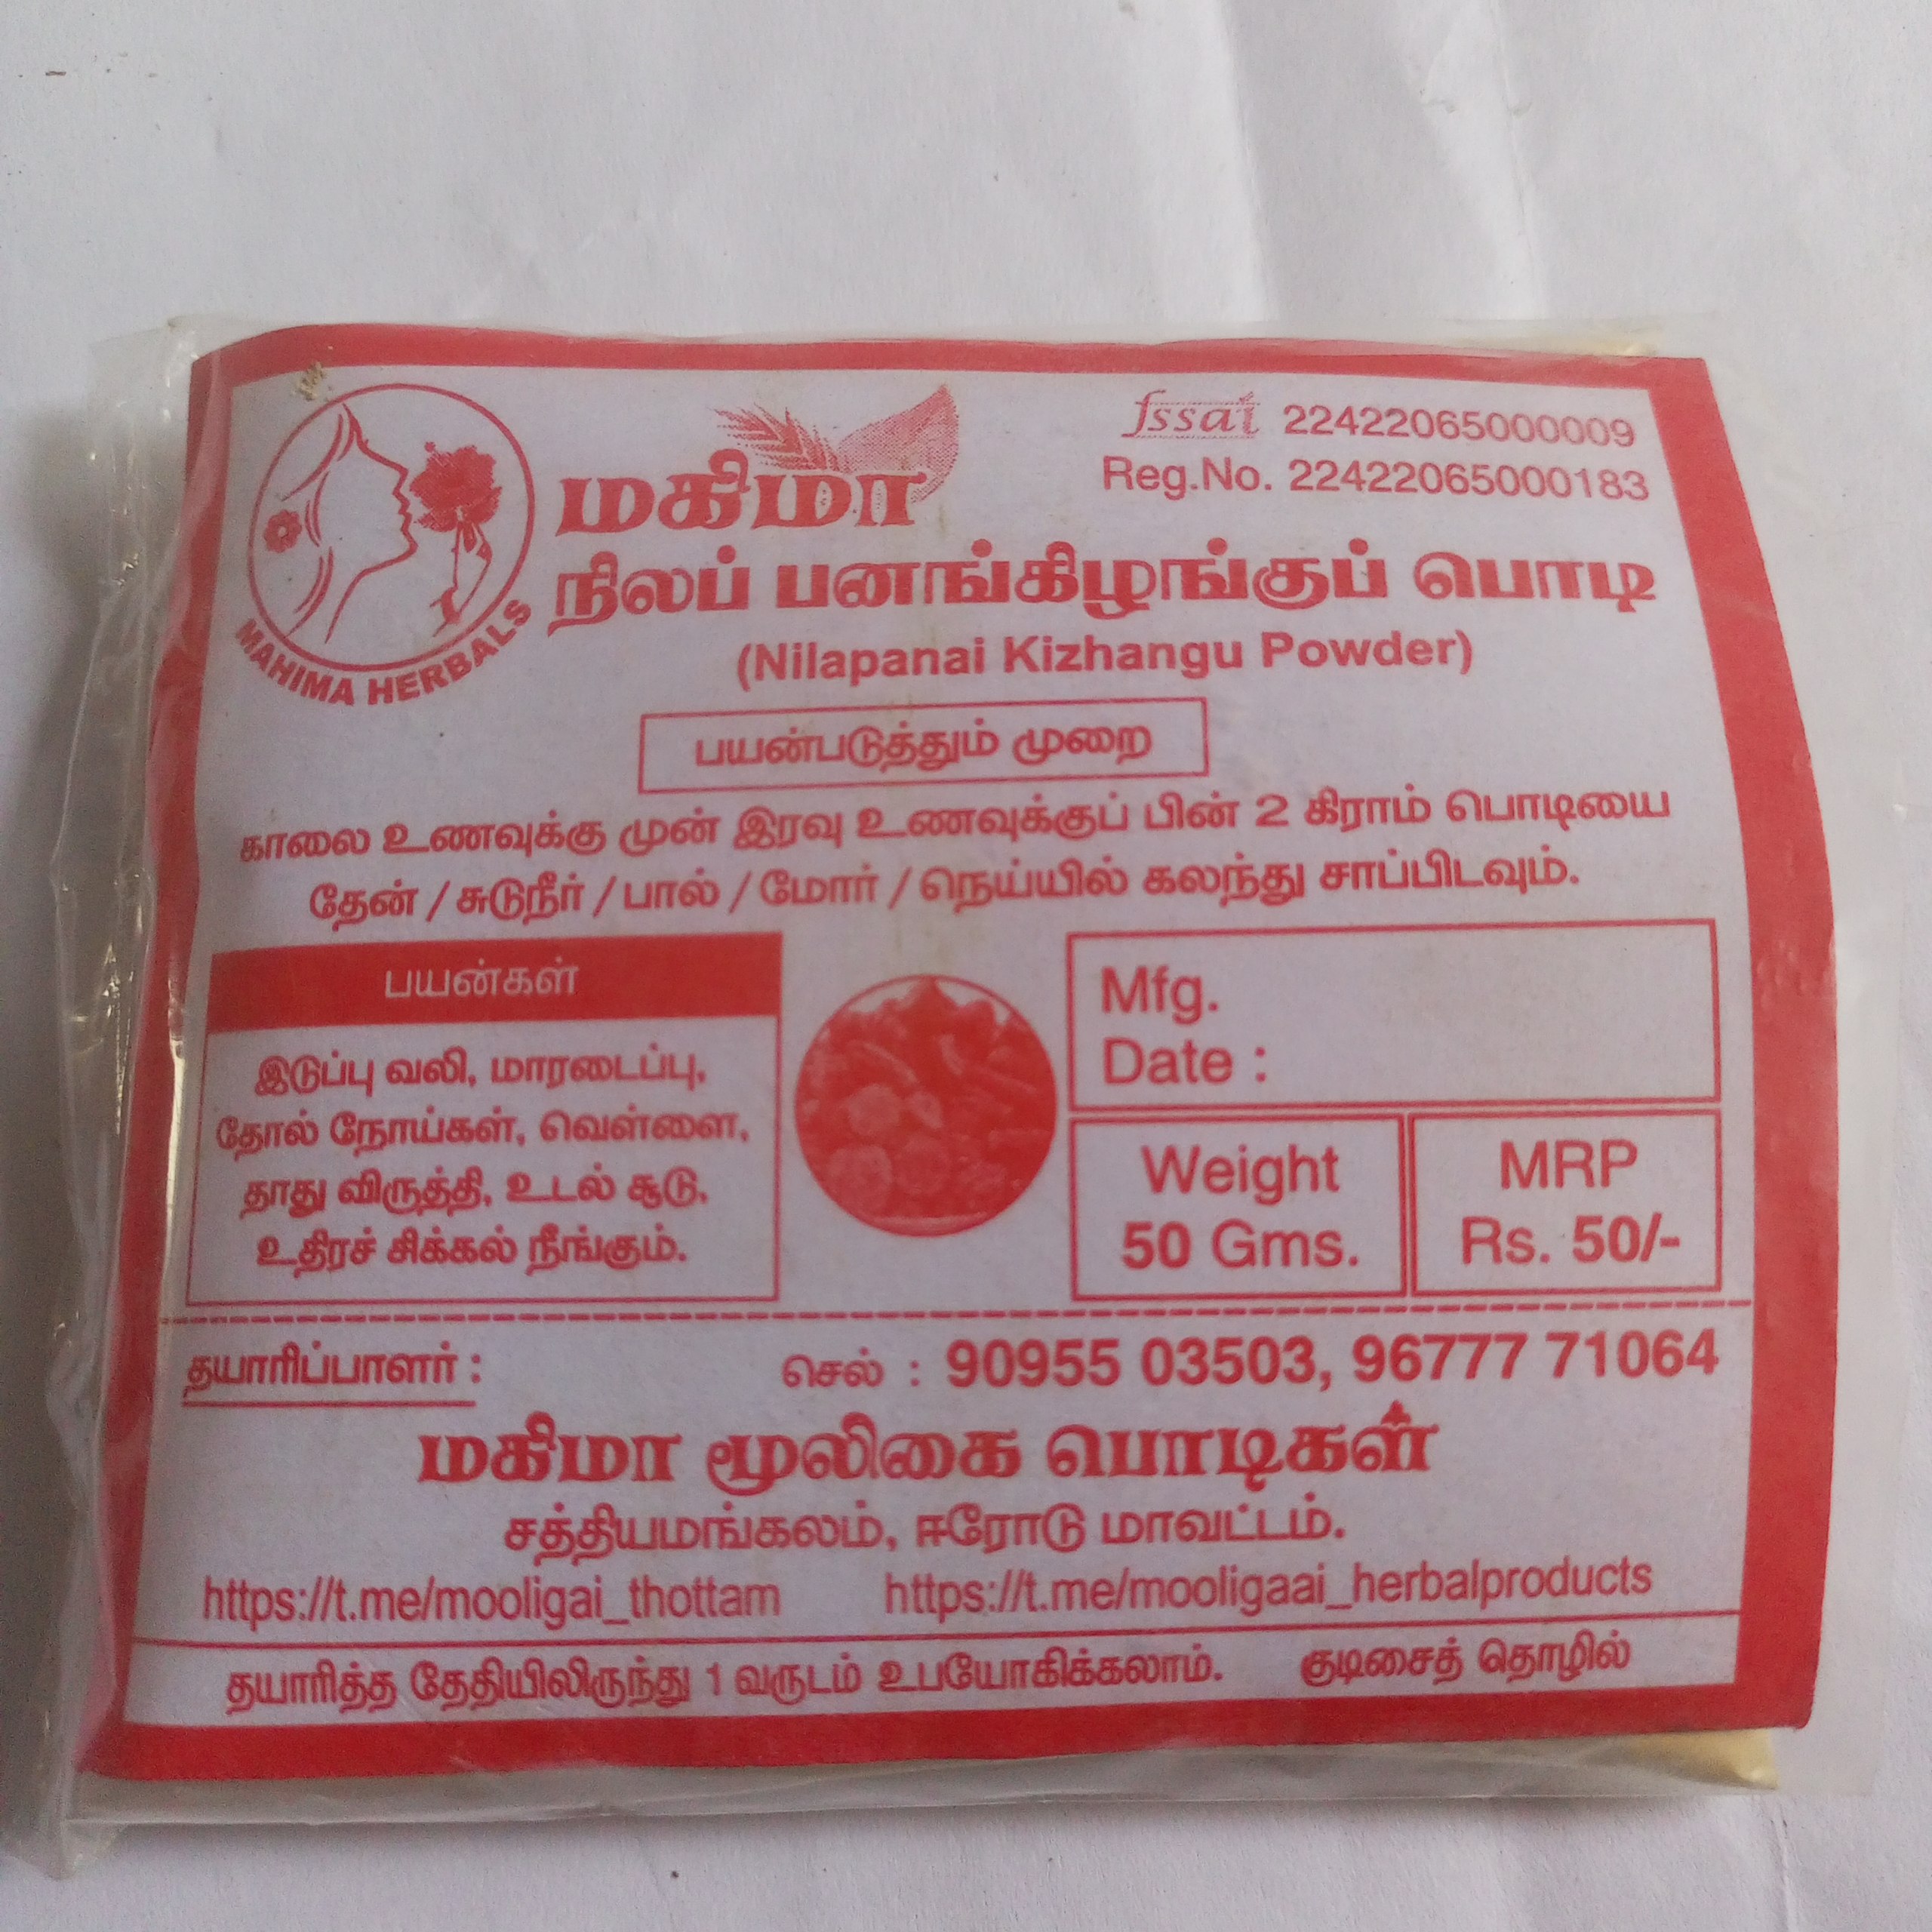 fssai 22422065000009
Reg.No. 22422065000183
MAHIMA HERBALS
மகிமா
நிலப் பனங்கிழங்குப் பொடி
(Nilapanai Kizhangu Powder)
பயன்படுத்தும் முறை
காலை உணவுக்கு முன் இரவு உணவுக்குப் பின் 2 கிராம் பொடியை
தேன் / சுடுநீர் / பால் / மோர் / நெய்யில் கலந்து சாப்பிடவும்.
பயன்கள்
இடுப்பு வலி, மாரடைப்பு,
தோல் நோய்கள், வெள்ளை,
தாது விருத்தி, உடல் சூடு,
உதிரச் சிக்கல் நீங்கும்.
Mfg.
Date :
Weight
50 Gms.
MRP
Rs. 50/-
தயாரிப்பாளர் : செல் : 90955 03503, 96777 71064
மகிமா மூலிகை பொடிகள்
சத்தியமங்கலம், ஈரோடு மாவட்டம்.
https://t.me/mooligai_thottam https://t.me/mooligaai_herbalproducts
தயாரித்த தேதியிலிருந்து 1 வருடம் உபயோகிக்கலாம். குடிசைத் தொழில்